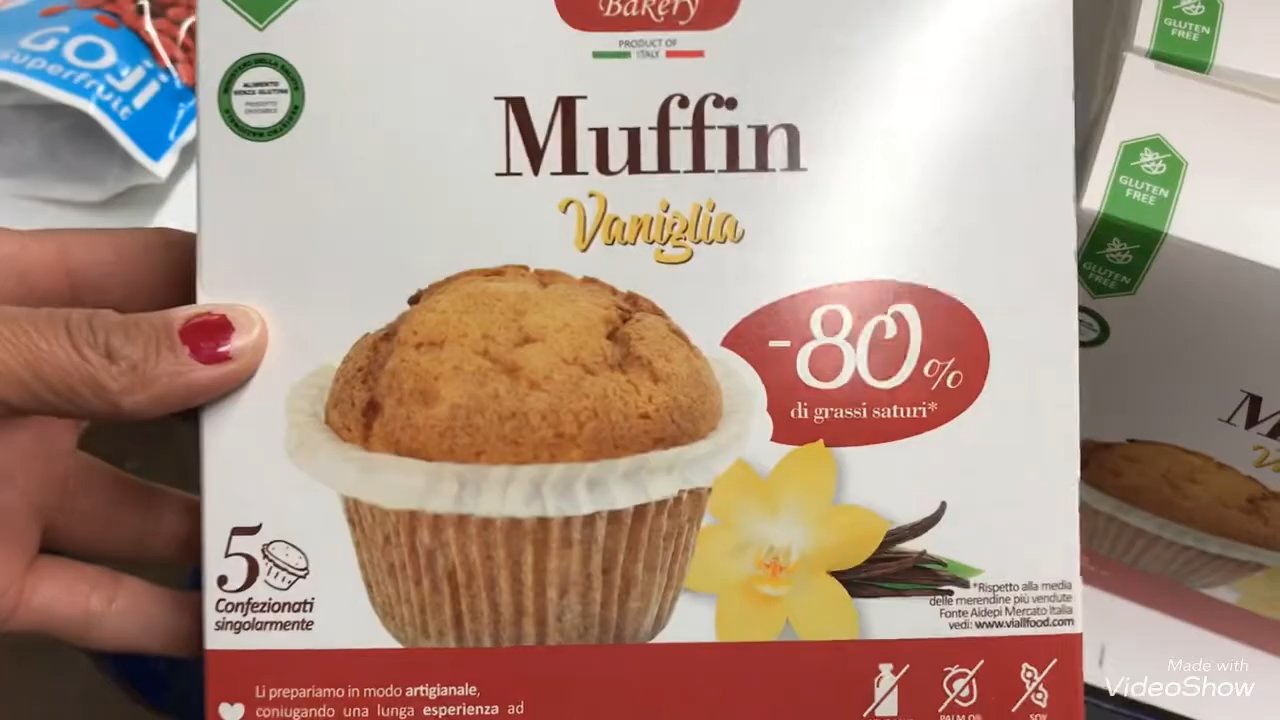 Bakery
PRODUCT OF
ITALY
GOJI
superfruit
ALIMENTO
SENZA GLUTINE
Muffin
Vaniglia
-80%
di grassi saturi*
5
Confezionati
singolarmente
*Rispetto alla media
delle merendine più vendute
Fonte Aidepi Mercato Italia
vedi: www.viallfood.com
Li prepariamo in modo artigianale,
coniugando una lunga esperienza ad
PALM OIL
SOY
GLUTEN
FREE
GLUTEN
FREE
GLUTEN
FREE
Made with
VideoShow